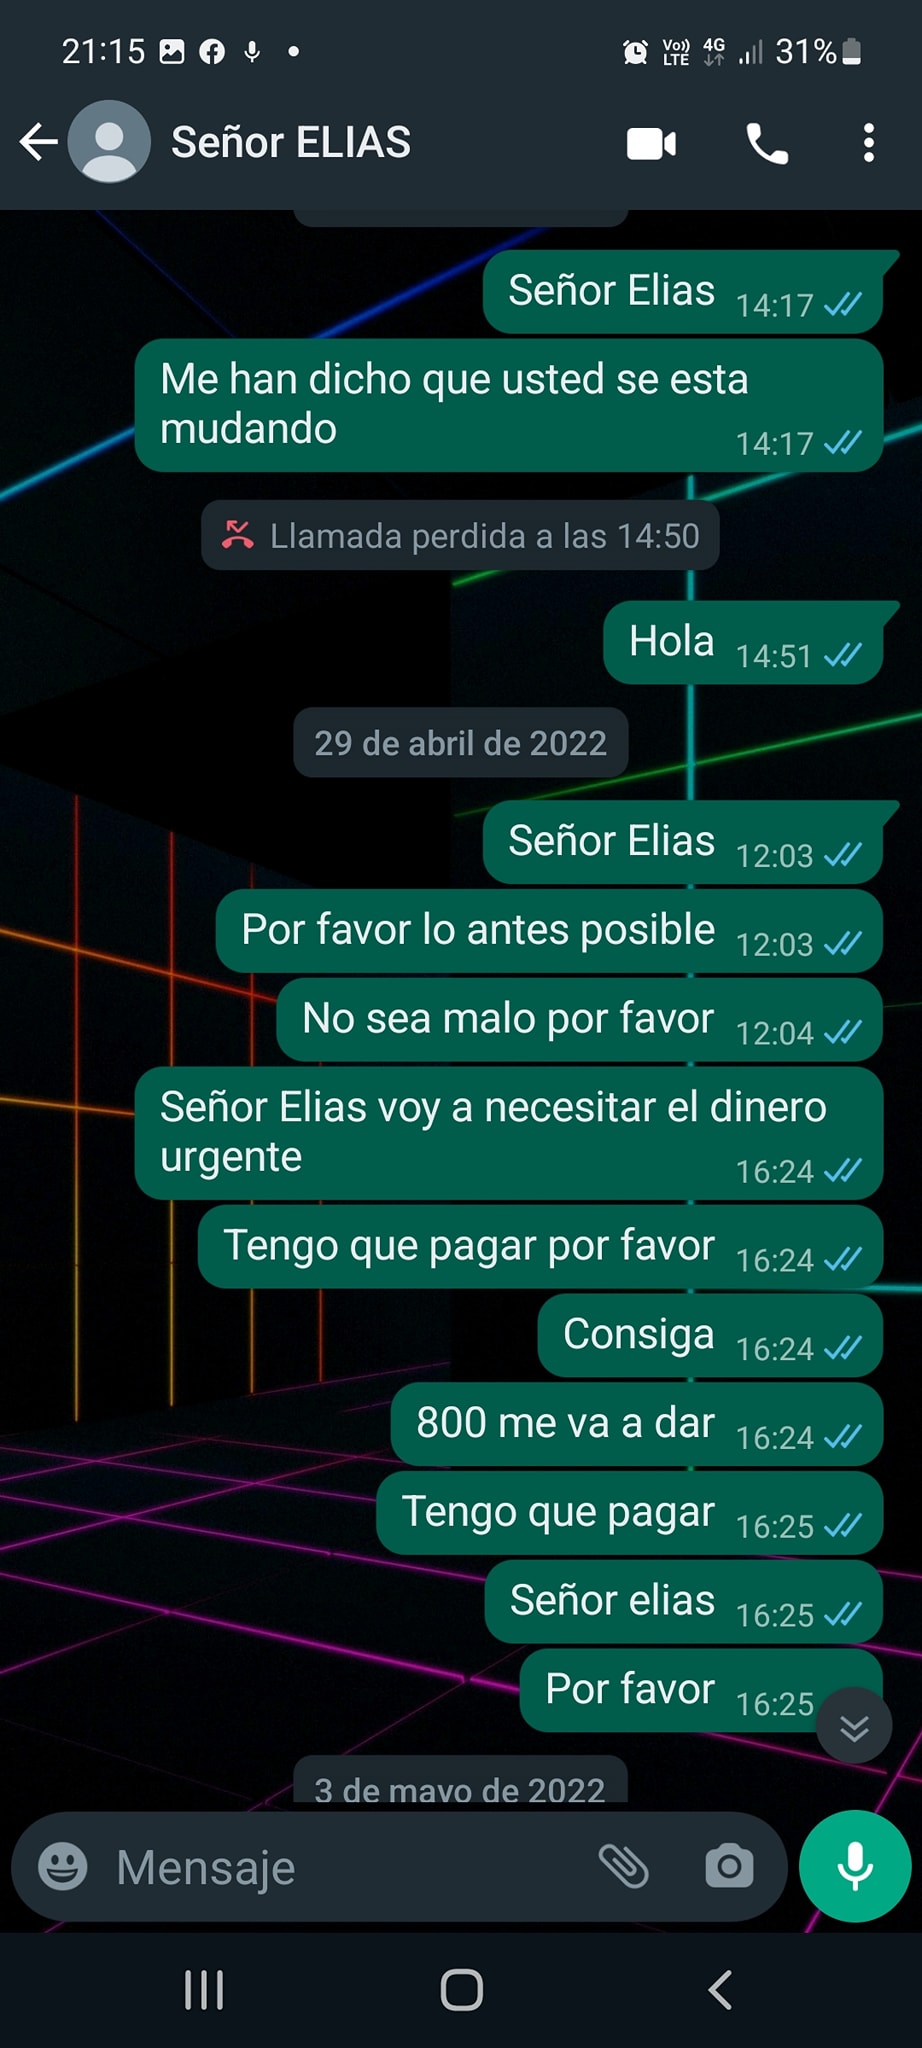 21:15
Vo)) LTE 4G 31%
Señor ELIAS
Señor Elias 14:17
Me han dicho que usted se esta
mudando 14:17
Llamada perdida a las 14:50
Hola 14:51
29 de abril de 2022
Señor Elias 12:03
Por favor lo antes posible 12:03
No sea malo por favor 12:04
Señor Elias voy a necesitar el dinero
urgente 16:24
Tengo que pagar por favor 16:24
Consiga 16:24
800 me va a dar 16:24
Tengo que pagar 16:25
Señor elias 16:25
Por favor 16:25
3 de mayo de 2022
Mensaje